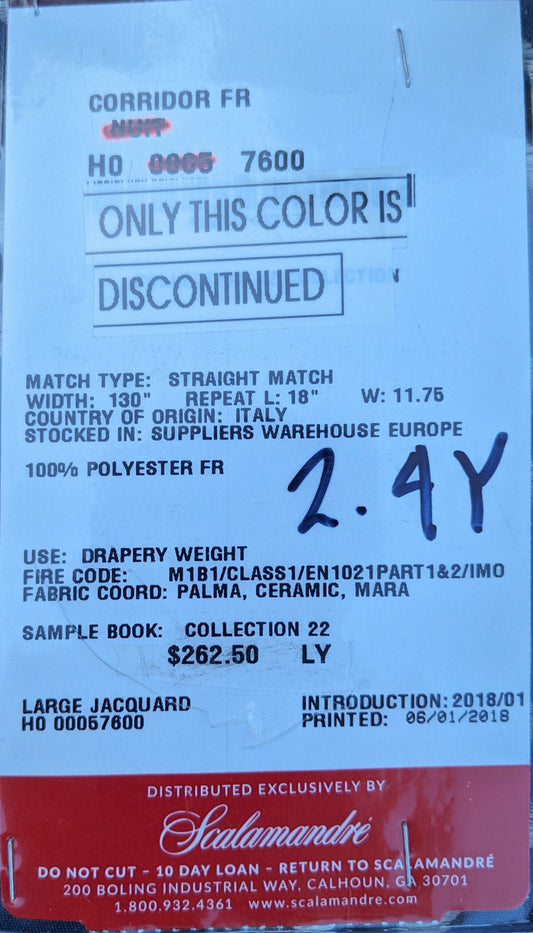 CORRIDOR FR
NUIT
H0 0005 7600
ONLY THIS COLOR IS
DISCONTINUED
MATCH TYPE: STRAIGHT MATCH
WIDTH: 130" REPEAT L: 18" W: 11.75
COUNTRY OF ORIGIN: ITALY
STOCKED IN: SUPPLIERS WAREHOUSE EUROPE
100% POLYESTER FR
2.4Y
USE: DRAPERY WEIGHT
FIRE CODE: M1B1/CLASS1/EN1021PART1&2/IMO
FABRIC COORD: PALMA, CERAMIC, MARA
SAMPLE BOOK: COLLECTION 22
$262.50 LY
LARGE JACQUARD INTRODUCTION: 2018/01
H0 00057600 PRINTED: 06/01/2018
DISTRIBUTED EXCLUSIVELY BY
Scalamandré
DO NOT CUT – 10 DAY LOAN – RETURN TO SCALAMANDRÉ
200 BOLING INDUSTRIAL WAY, CALHOUN, GA 30701
1.800.932.4361 www.scalamandre.com